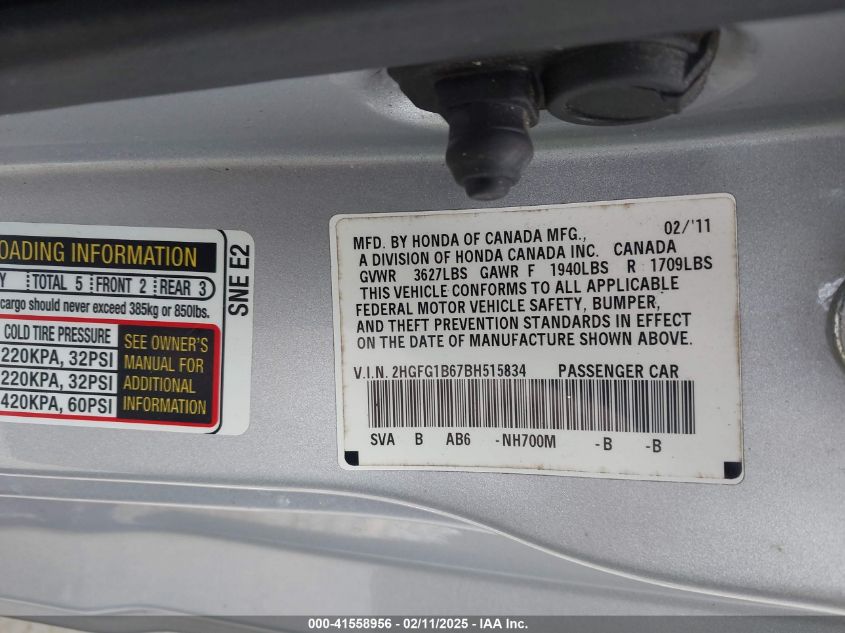 OADING INFORMATION
Y TOTAL 5 FRONT 2 REAR 3
cargo should never exceed 385kg or 850lbs.
COLD TIRE PRESSURE
220KPA, 32PSI
220KPA, 32PSI
420KPA, 60PSI
SEE OWNER'S
MANUAL FOR
ADDITIONAL
INFORMATION
SNE E2
02/'11
MFD. BY HONDA OF CANADA MFG.,
A DIVISION OF HONDA CANADA INC. CANADA
GVWR 3627LBS GAWR F 1940LBS R 1709LBS
THIS VEHICLE CONFORMS TO ALL APPLICABLE
FEDERAL MOTOR VEHICLE SAFETY, BUMPER,
AND THEFT PREVENTION STANDARDS IN EFFECT
ON THE DATE OF MANUFACTURE SHOWN ABOVE.
V.I.N. 2HGFG1B67BH515834 PASSENGER CAR
SVA B AB6 -NH700M -B -B
000-41558956 - 02/11/2025 - IAA Inc.